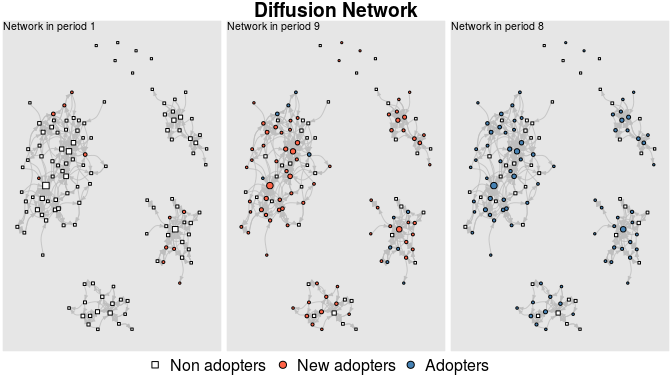 Diffusion Network
Network in period 1
Network in period 9
Network in period 8
Non adopters
New adopters
Adopters